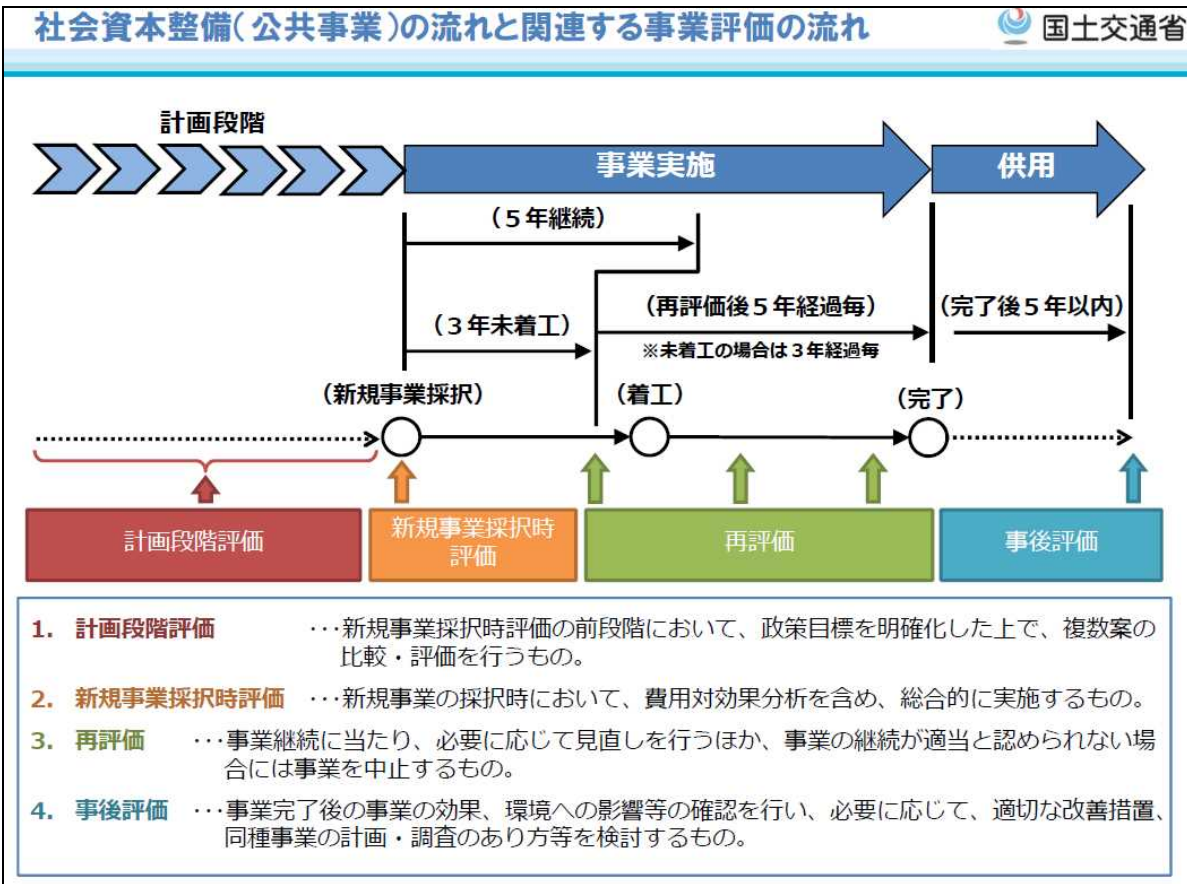 社会資本整備(公共事業)の流れと関連する事業評価の流れ
国土交通省
計画段階
事業実施
供用
(5年継続)
(3年未着工)
(再評価後5年経過毎)
※未着工の場合は3年経過毎
(完了後5年以内)
(新規事業採択)
(着工)
(完了)
計画段階評価
新規事業採択時
評価
再評価
事後評価
1. 計画段階評価 ･･･新規事業採択時評価の前段階において、政策目標を明確化した上で、複数案の
比較・評価を行うもの。
2. 新規事業採択時評価 ･･･新規事業の採択時において、費用対効果分析を含め、総合的に実施するもの。
3. 再評価 ･･･事業継続に当たり、必要に応じて見直しを行うほか、事業の継続が適当と認められない場
合には事業を中止するもの。
4. 事後評価 ･･･事業完了後の事業の効果、環境への影響等の確認を行い、必要に応じて、適切な改善措置、
同種事業の計画・調査のあり方等を検討するもの。